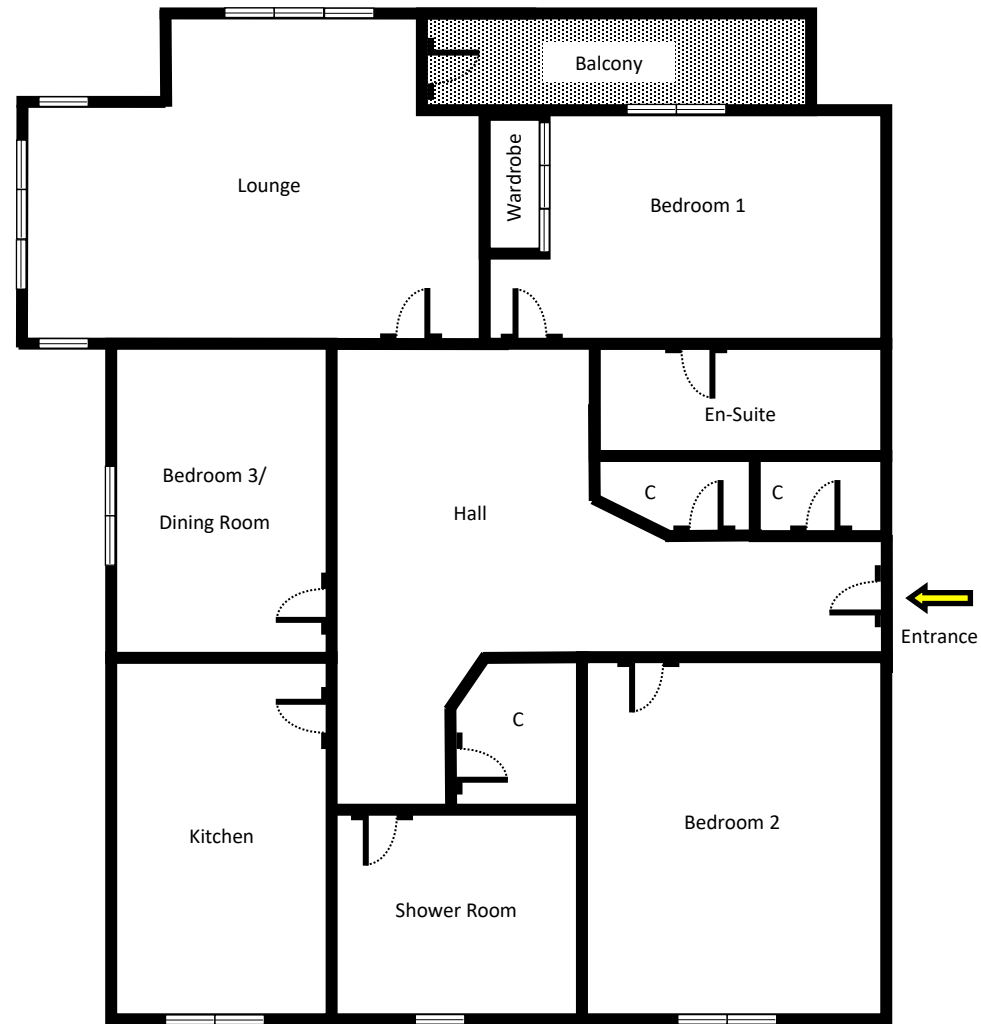 Balcony
Wardrobe
Lounge
Bedroom 1
En-Suite
Bedroom 3/
Dining Room
Hall
C
C
Entrance
C
Kitchen
Bedroom 2
Shower Room